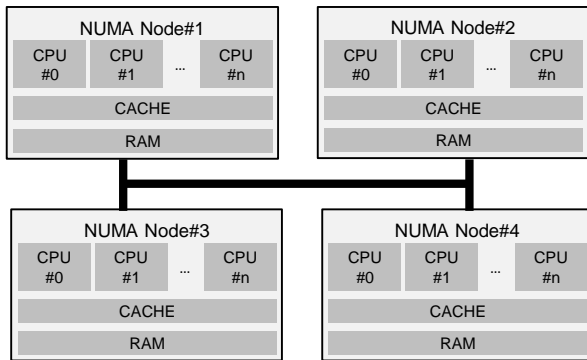 NUMA Node#1
CPU #0 CPU #1 ... CPU #n
CACHE
RAM
NUMA Node#2
CPU #0 CPU #1 ... CPU #n
CACHE
RAM
NUMA Node#3
CPU #0 CPU #1 ... CPU #n
CACHE
RAM
NUMA Node#4
CPU #0 CPU #1 ... CPU #n
CACHE
RAM